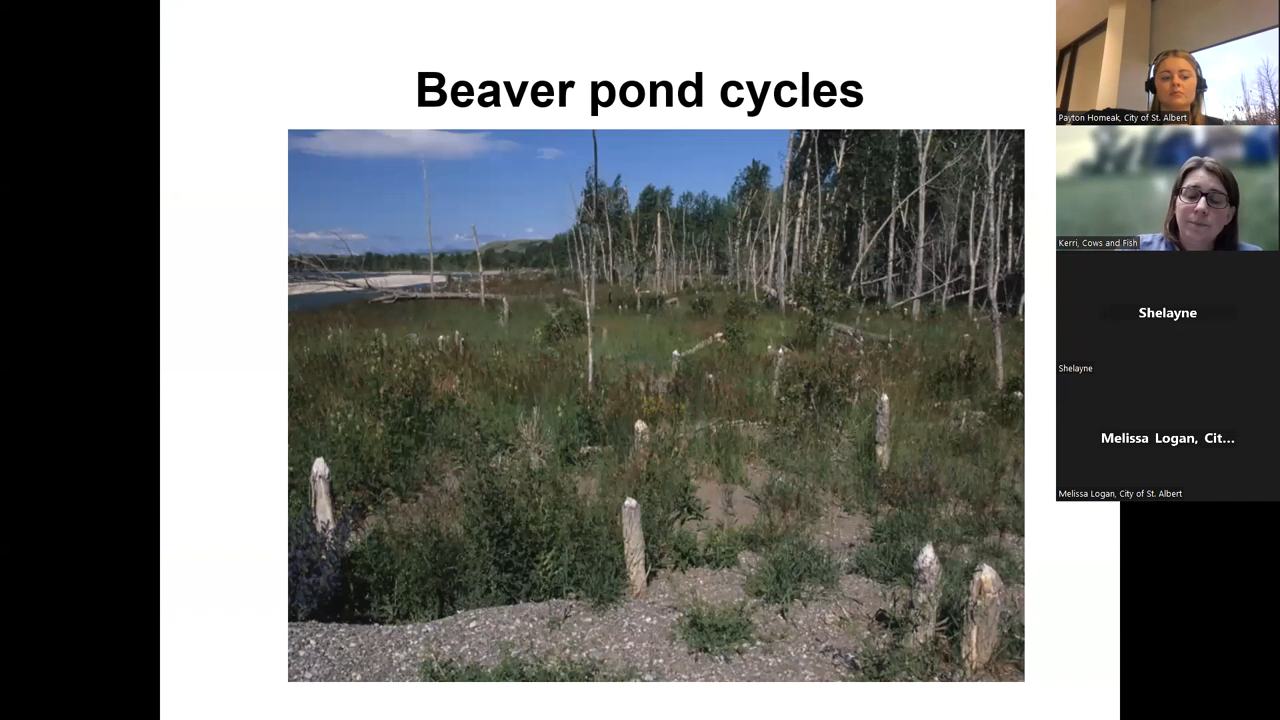 Beaver pond cycles
Payton Homeak, City of St. Albert
Kerri, Cows and Fish
Shelayne
Shelayne
Melissa Logan, Cit...
Melissa Logan, City of St. Albert